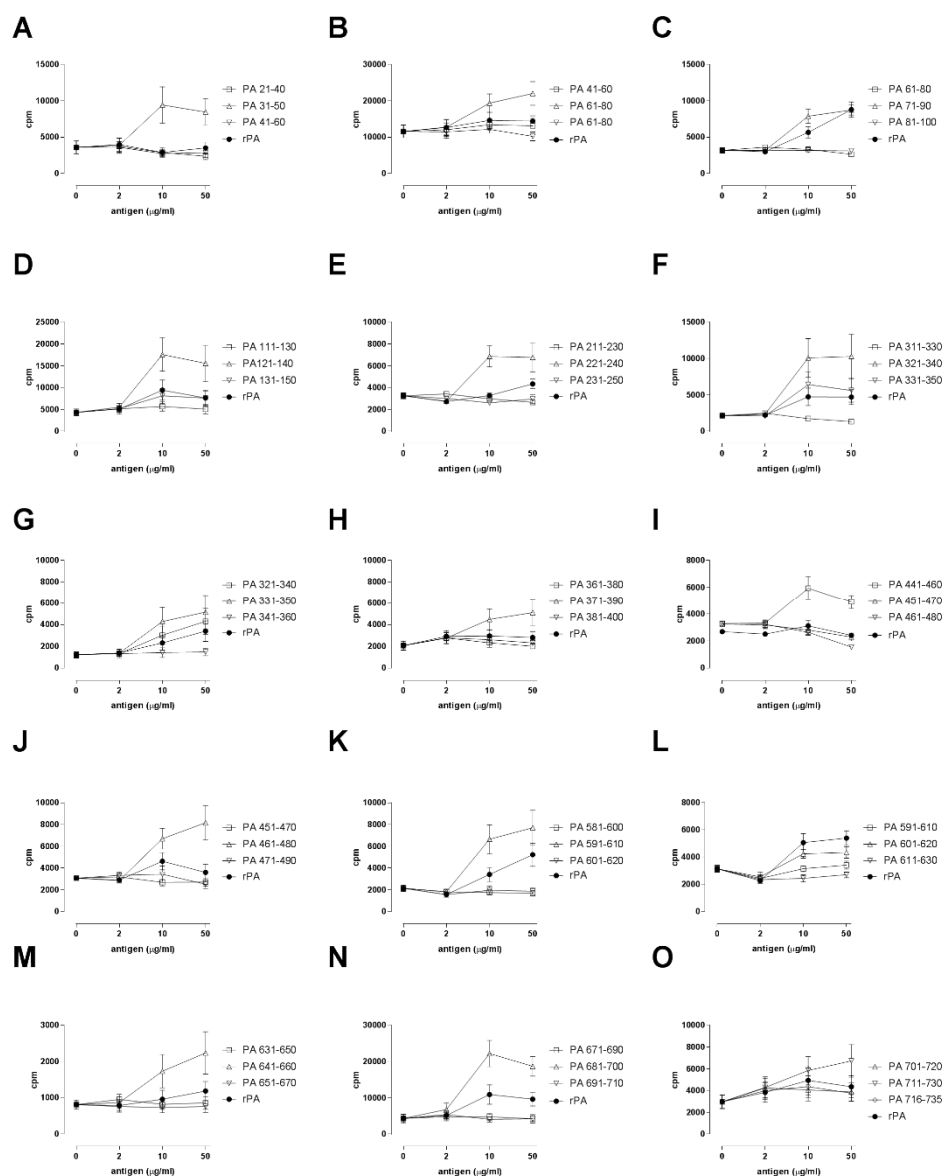 A
15000
10000
5000
0
cpm
0 2 10 50
antigen (μg/ml)
PA 21-40
PA 31-50
PA 41-60
rPA
B
30000
20000
10000
0
cpm
0 2 10 50
antigen (μg/ml)
PA 41-60
PA 61-80
PA 61-80
rPA
C
15000
10000
5000
0
cpm
0 2 10 50
antigen (μg/ml)
PA 61-80
PA 71-90
PA 81-100
rPA
D
25000
20000
15000
10000
5000
0
cpm
0 2 10 50
antigen (μg/ml)
PA 111-130
PA121-140
PA 131-150
rPA
E
10000
8000
6000
4000
2000
0
cpm
0 2 10 50
antigen (μg/ml)
PA 211-230
PA 221-240
PA 231-250
rPA
F
15000
10000
5000
0
cpm
0 2 10 50
antigen (μg/ml)
PA 311-330
PA 321-340
PA 331-350
rPA
G
10000
8000
6000
4000
2000
0
cpm
0 2 10 50
antigen (μg/ml)
PA 321-340
PA 331-350
PA 341-360
rPA
H
10000
8000
6000
4000
2000
0
cpm
0 2 10 50
antigen (μg/ml)
PA 361-380
PA 371-390
PA 381-400
rPA
I
8000
6000
4000
2000
0
cpm
0 2 10 50
antigen (μg/ml)
PA 441-460
PA 451-470
PA 461-480
rPA
J
10000
8000
6000
4000
2000
0
cpm
0 2 10 50
antigen (μg/ml)
PA 451-470
PA 461-480
PA 471-490
rPA
K
10000
8000
6000
4000
2000
0
cpm
0 2 10 50
antigen (μg/ml)
PA 581-600
PA 591-610
PA 601-620
rPA
L
8000
6000
4000
2000
0
cpm
0 2 10 50
antigen (μg/ml)
PA 591-610
PA 601-620
PA 611-630
rPA
M
3000
2000
1000
0
cpm
0 2 10 50
antigen (μg/ml)
PA 631-650
PA 641-660
PA 651-670
rPA
N
30000
20000
10000
0
cpm
0 2 10 50
antigen (μg/ml)
PA 671-690
PA 681-700
PA 691-710
rPA
O
10000
8000
6000
4000
2000
0
cpm
0 2 10 50
antigen (μg/ml)
PA 701-720
PA 711-730
PA 716-735
rPA